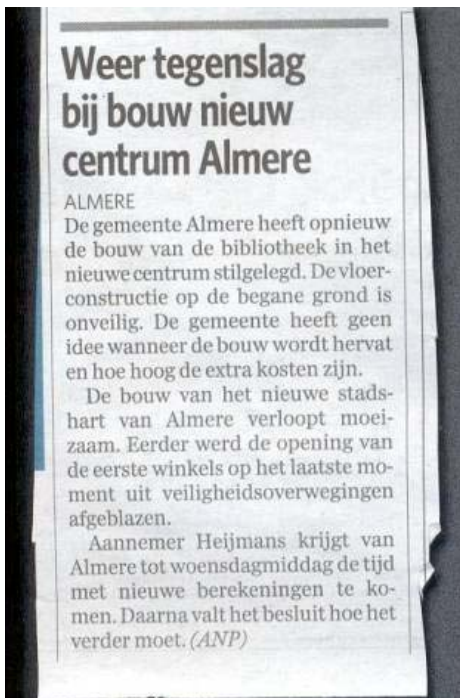 Weer tegenslag
bij bouw nieuw
centrum Almere
ALMERE
De gemeente Almere heeft opnieuw
de bouw van de bibliotheek in het
nieuwe centrum stilgelegd. De vloer-
constructie op de begane grond is
onveilig. De gemeente heeft geen
idee wanneer de bouw wordt hervat
en hoe hoog de extra kosten zijn.
De bouw van het nieuwe stads-
hart van Almere verloopt moei-
zaam. Eerder werd de opening van
de eerste winkels op het laatste mo-
ment uit veiligheidsoverwegingen
afgeblazen.
Aannemer Heijmans krijgt van
Almere tot woensdagmiddag de tijd
met nieuwe berekeningen te ko-
men. Daarna valt het besluit hoe het
verder moet. (ANP)